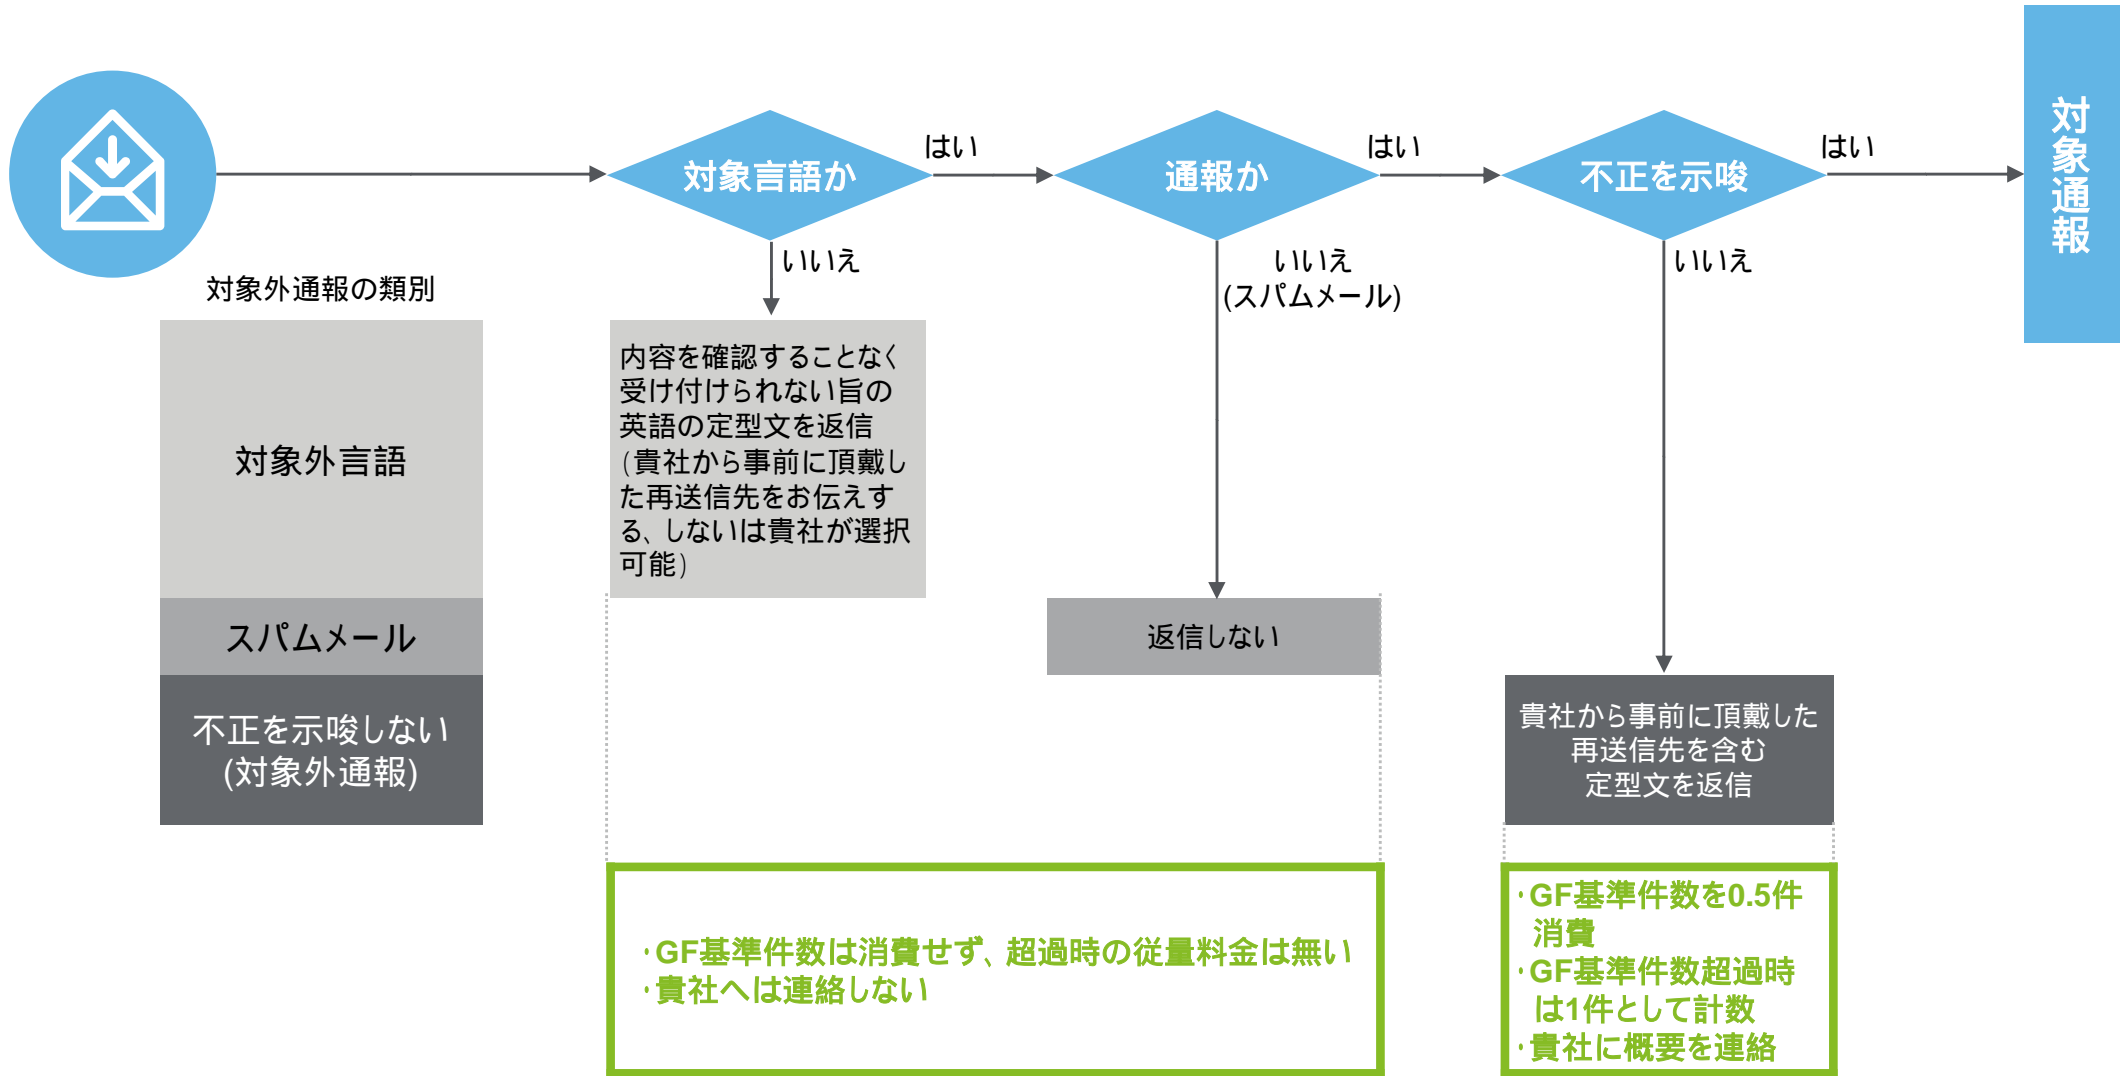 対象言語か
はい
通報か
はい
不正を示唆
はい
対象通報
いいえ
いいえ
(スパムメール)
いいえ
対象外通報の類別
対象外言語
スパムメール
不正を示唆しない
(対象外通報)
内容を確認することなく
受け付けられない旨の
英語の定型文を返信
（貴社から事前に頂戴し
た再送信先をお伝えす
る、しないは貴社が選択
可能）
返信しない
貴社から事前に頂戴した
再送信先を含む
定型文を返信
・GF基準件数は消費せず、超過時の従量料金は無い
・貴社へは連絡しない
・GF基準件数を0.5件
消費
・GF基準件数超過時
は1件として計数
・貴社に概要を連絡